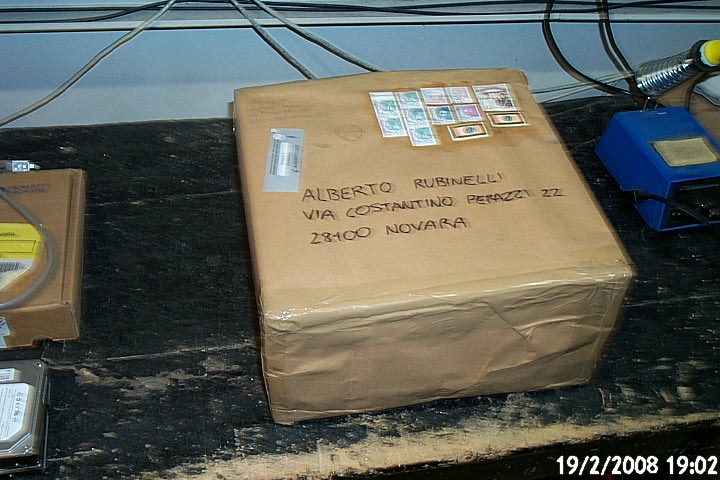 ALBERTO RUBINELLI
VIA COSTANTINO PERAZZI 22
28100 NOVARA
19/2/2008 19:02